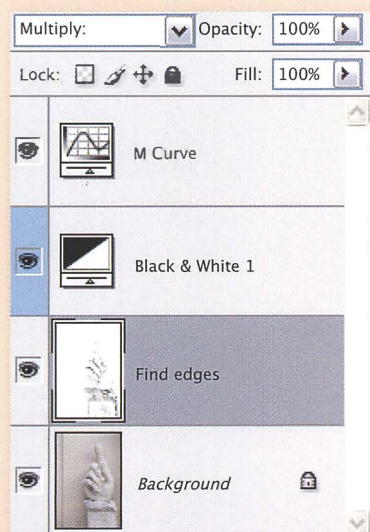 Multiply: Opacity: 100%
Lock: Fill: 100%
M Curve
Black & White 1
Find edges
Background